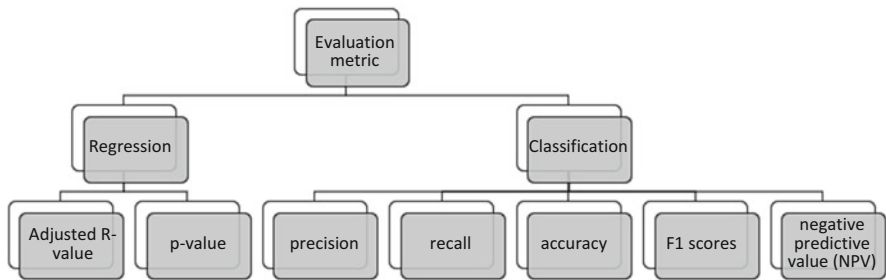 Evaluation
metric
Regression
Classification
Adjusted R-
value
p-value
precision
recall
accuracy
F1 scores
negative
predictive
value (NPV)